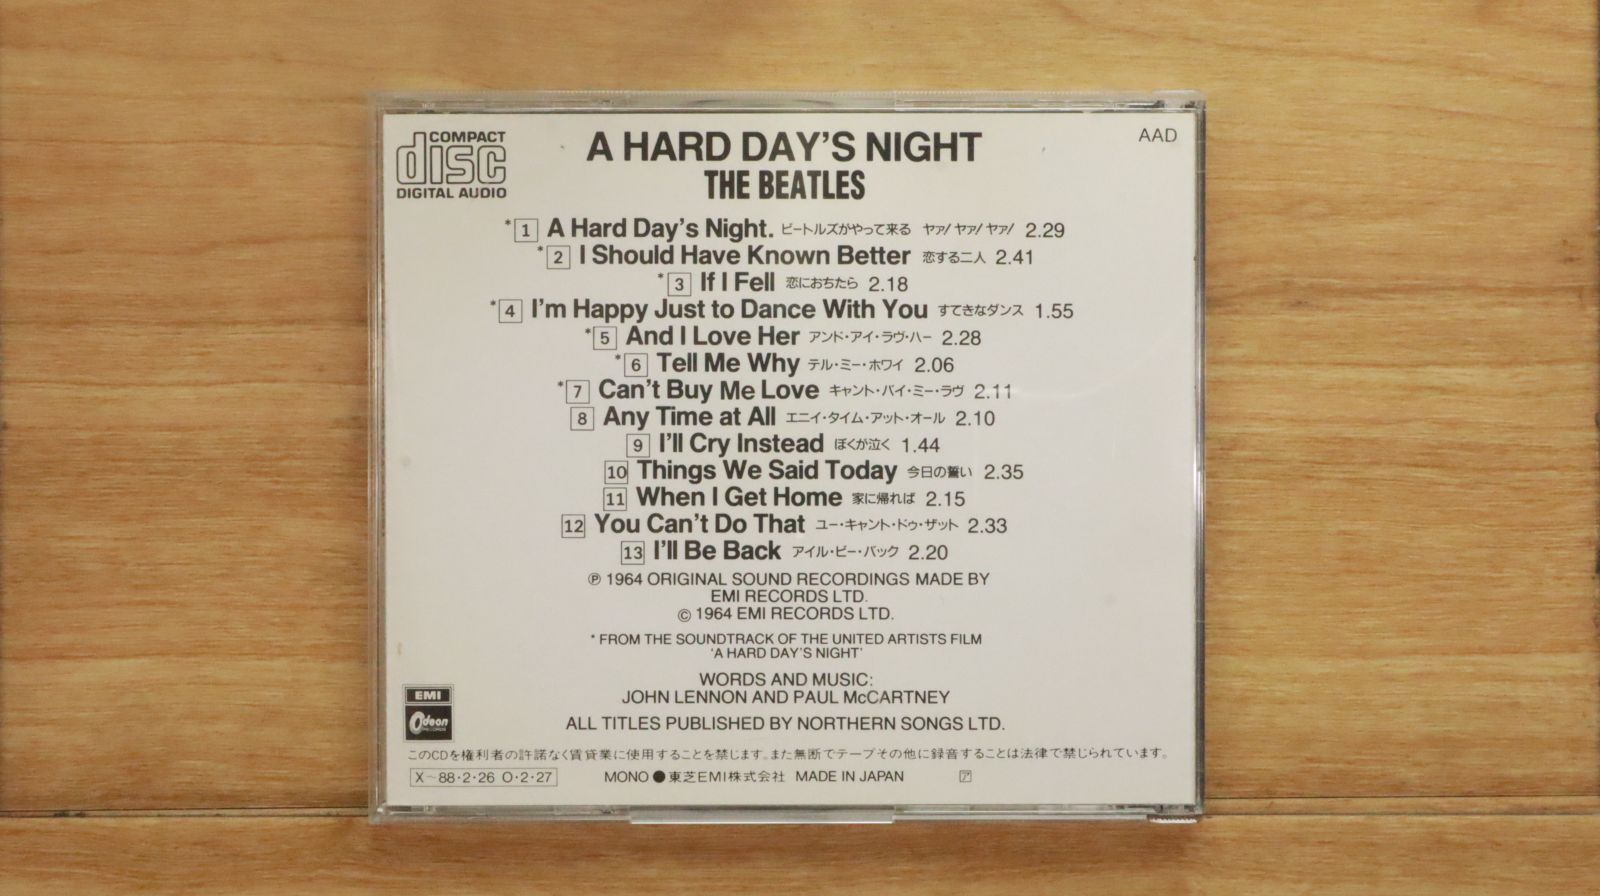 COMPACT
disc
DIGITAL AUDIO
A HARD DAY'S NIGHT
THE BEATLES
AAD
*1 A Hard Day's Night. ビートルズがやって来る ヤァ!ヤァ!ヤァ! 2.29
*2 I Should Have Known Better 恋する二人 2.41
*3 If I Fell 恋におちたら 2.18
*4 I'm Happy Just to Dance With You すてきなダンス 1.55
*5 And I Love Her アンド・アイ・ラヴ・ハー 2.28
*6 Tell Me Why テル・ミー・ホワイ 2.06
*7 Can't Buy Me Love キャント・バイ・ミー・ラヴ 2.11
8 Any Time at All エニイ・タイム・アット・オール 2.10
9 I'll Cry Instead ぼくが泣く 1.44
10 Things We Said Today 今日の誓い 2.35
11 When I Get Home 家に帰れば 2.15
12 You Can't Do That ユー・キャント・ドゥ・ザット 2.33
13 I'll Be Back アイル・ビー・バック 2.20
℗ 1964 ORIGINAL SOUND RECORDINGS MADE BY
EMI RECORDS LTD.
© 1964 EMI RECORDS LTD.
* FROM THE SOUNDTRACK OF THE UNITED ARTISTS FILM
'A HARD DAY'S NIGHT'
WORDS AND MUSIC:
JOHN LENNON AND PAUL McCARTNEY
ALL TITLES PUBLISHED BY NORTHERN SONGS LTD.
EMI
Odeon
このCDを権利者の許諾なく賃貸業に使用することを禁じます。また無断でテープその他に録音することは法律で禁じられています。
X~88・2・26 O・2・27
MONO ●東芝EMI株式会社 MADE IN JAPAN ア